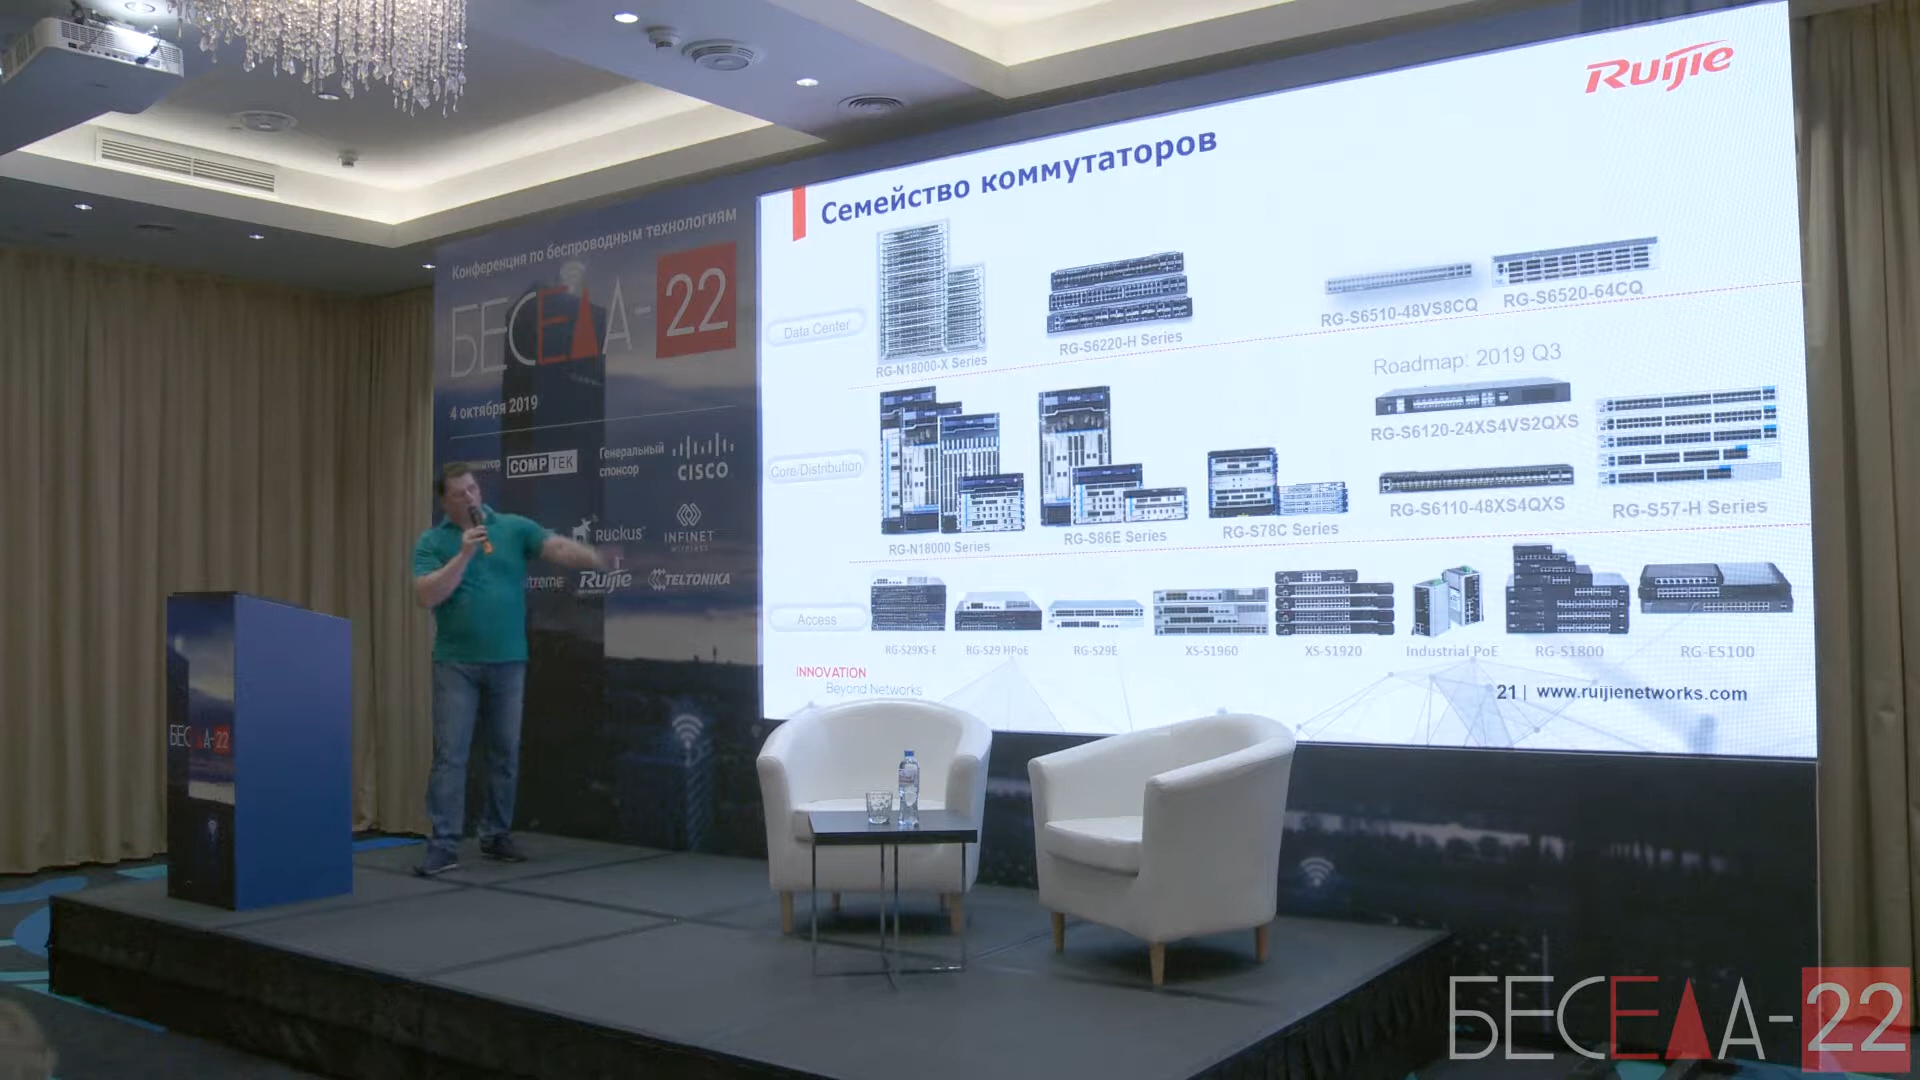 Конференция по беспроводным технологиям
БЕСЕДА-22
4 октября 2019
COMPTEK
Генеральный
спонсор
CISCO
Ruckus
INFINET
WIRELESS
Ruijie
TELTONIKA
БЕСЕДА-22
Ruijie
Семейство коммутаторов
Data Center
RG-N18000-X Series
RG-S6220-H Series
RG-S6510-48VS8CQ
RG-S6520-64CQ
Roadmap: 2019 Q3
Core/Distribution
RG-N18000 Series
RG-S86E Series
RG-S78C Series
RG-S6120-24XS4VS2QXS
RG-S6110-48XS4QXS
RG-S57-H Series
Access
RG-S29XS-E
RG-S29 HPoE
RG-S29E
XS-S1960
XS-S1920
Industrial PoE
RG-S1800
RG-ES100
INNOVATION
Beyond Networks
21 | www.ruijienetworks.com
БЕСЕДА-22